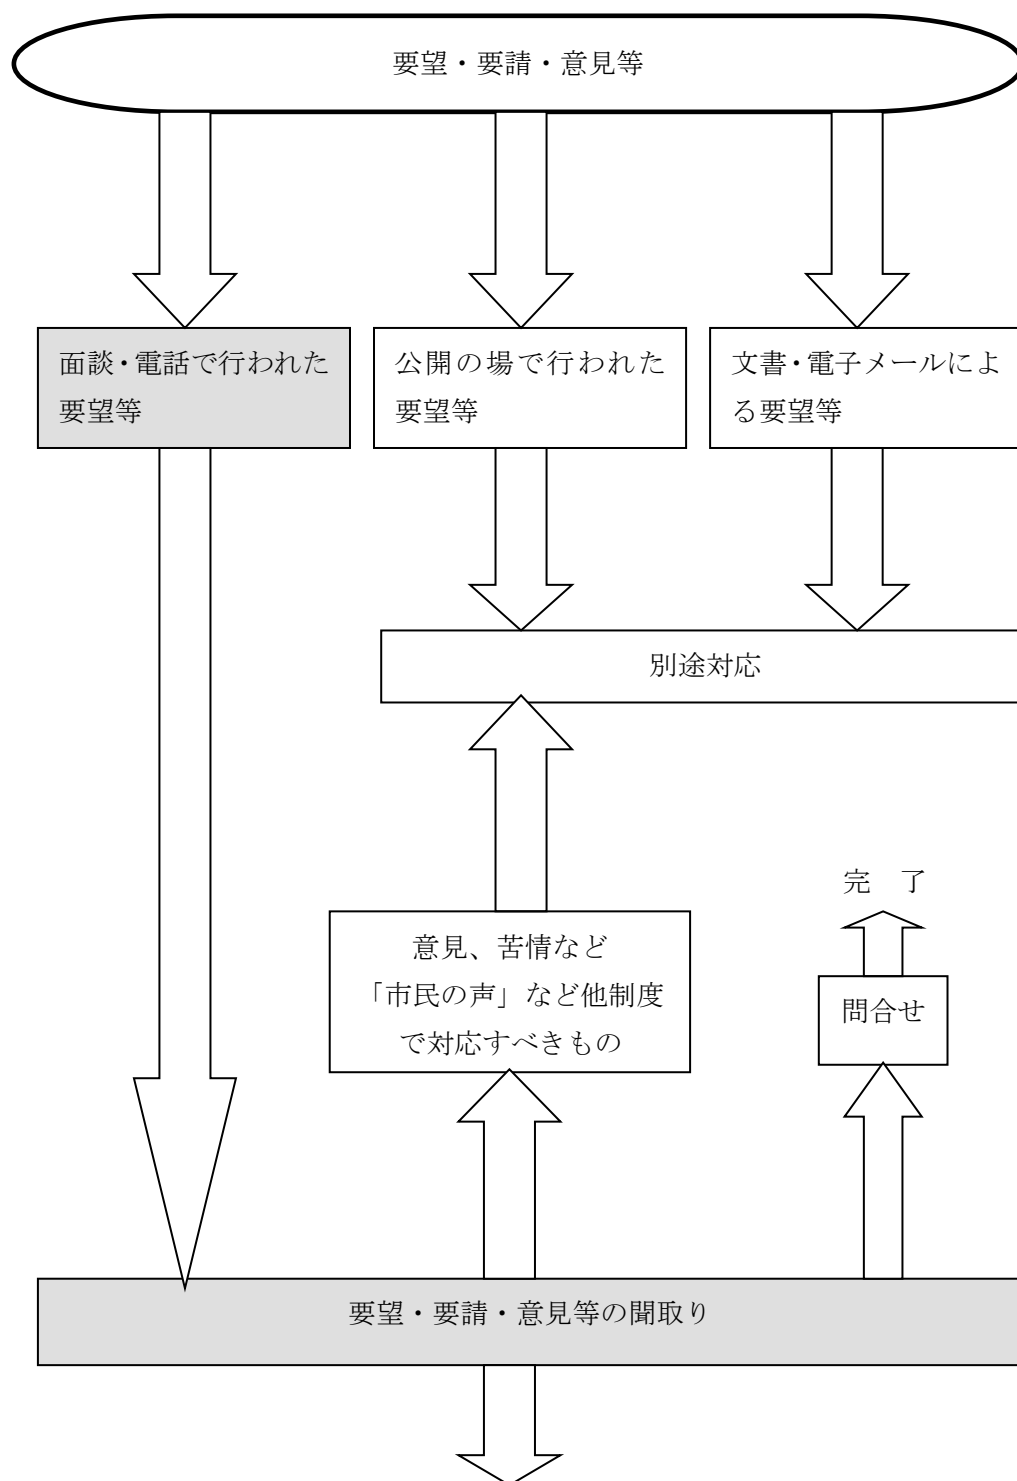 要望・要請・意見等
面談・電話で行われた
要望等
公開の場で行われた
要望等
文書・電子メールによ
る要望等
別途対応
完　了
意見、苦情など
「市民の声」など他制度
で対応すべきもの
問合せ
要望・要請・意見等の聞取り